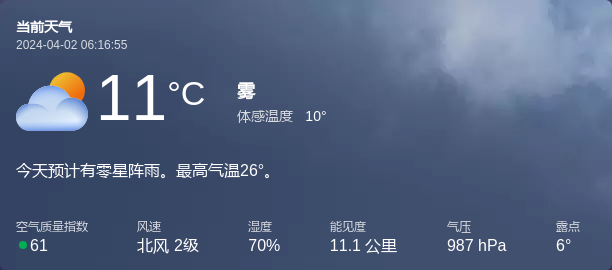 当前天气
2024-04-02 06:16:55
11°C
雾
体感温度 10°
今天预计有零星阵雨。最高气温26°。
空气质量指数 风速 湿度 能见度 气压 露点
61 北风 2级 70% 11.1 公里 987 hPa 6°